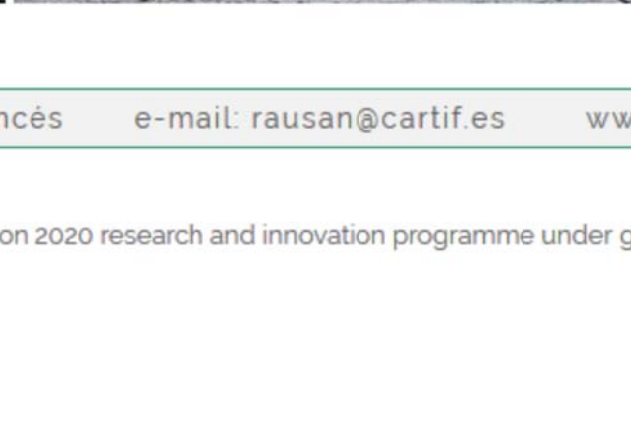 ncés e-mail: rausan@cartif.es ww
on 2020 research and innovation programme under g